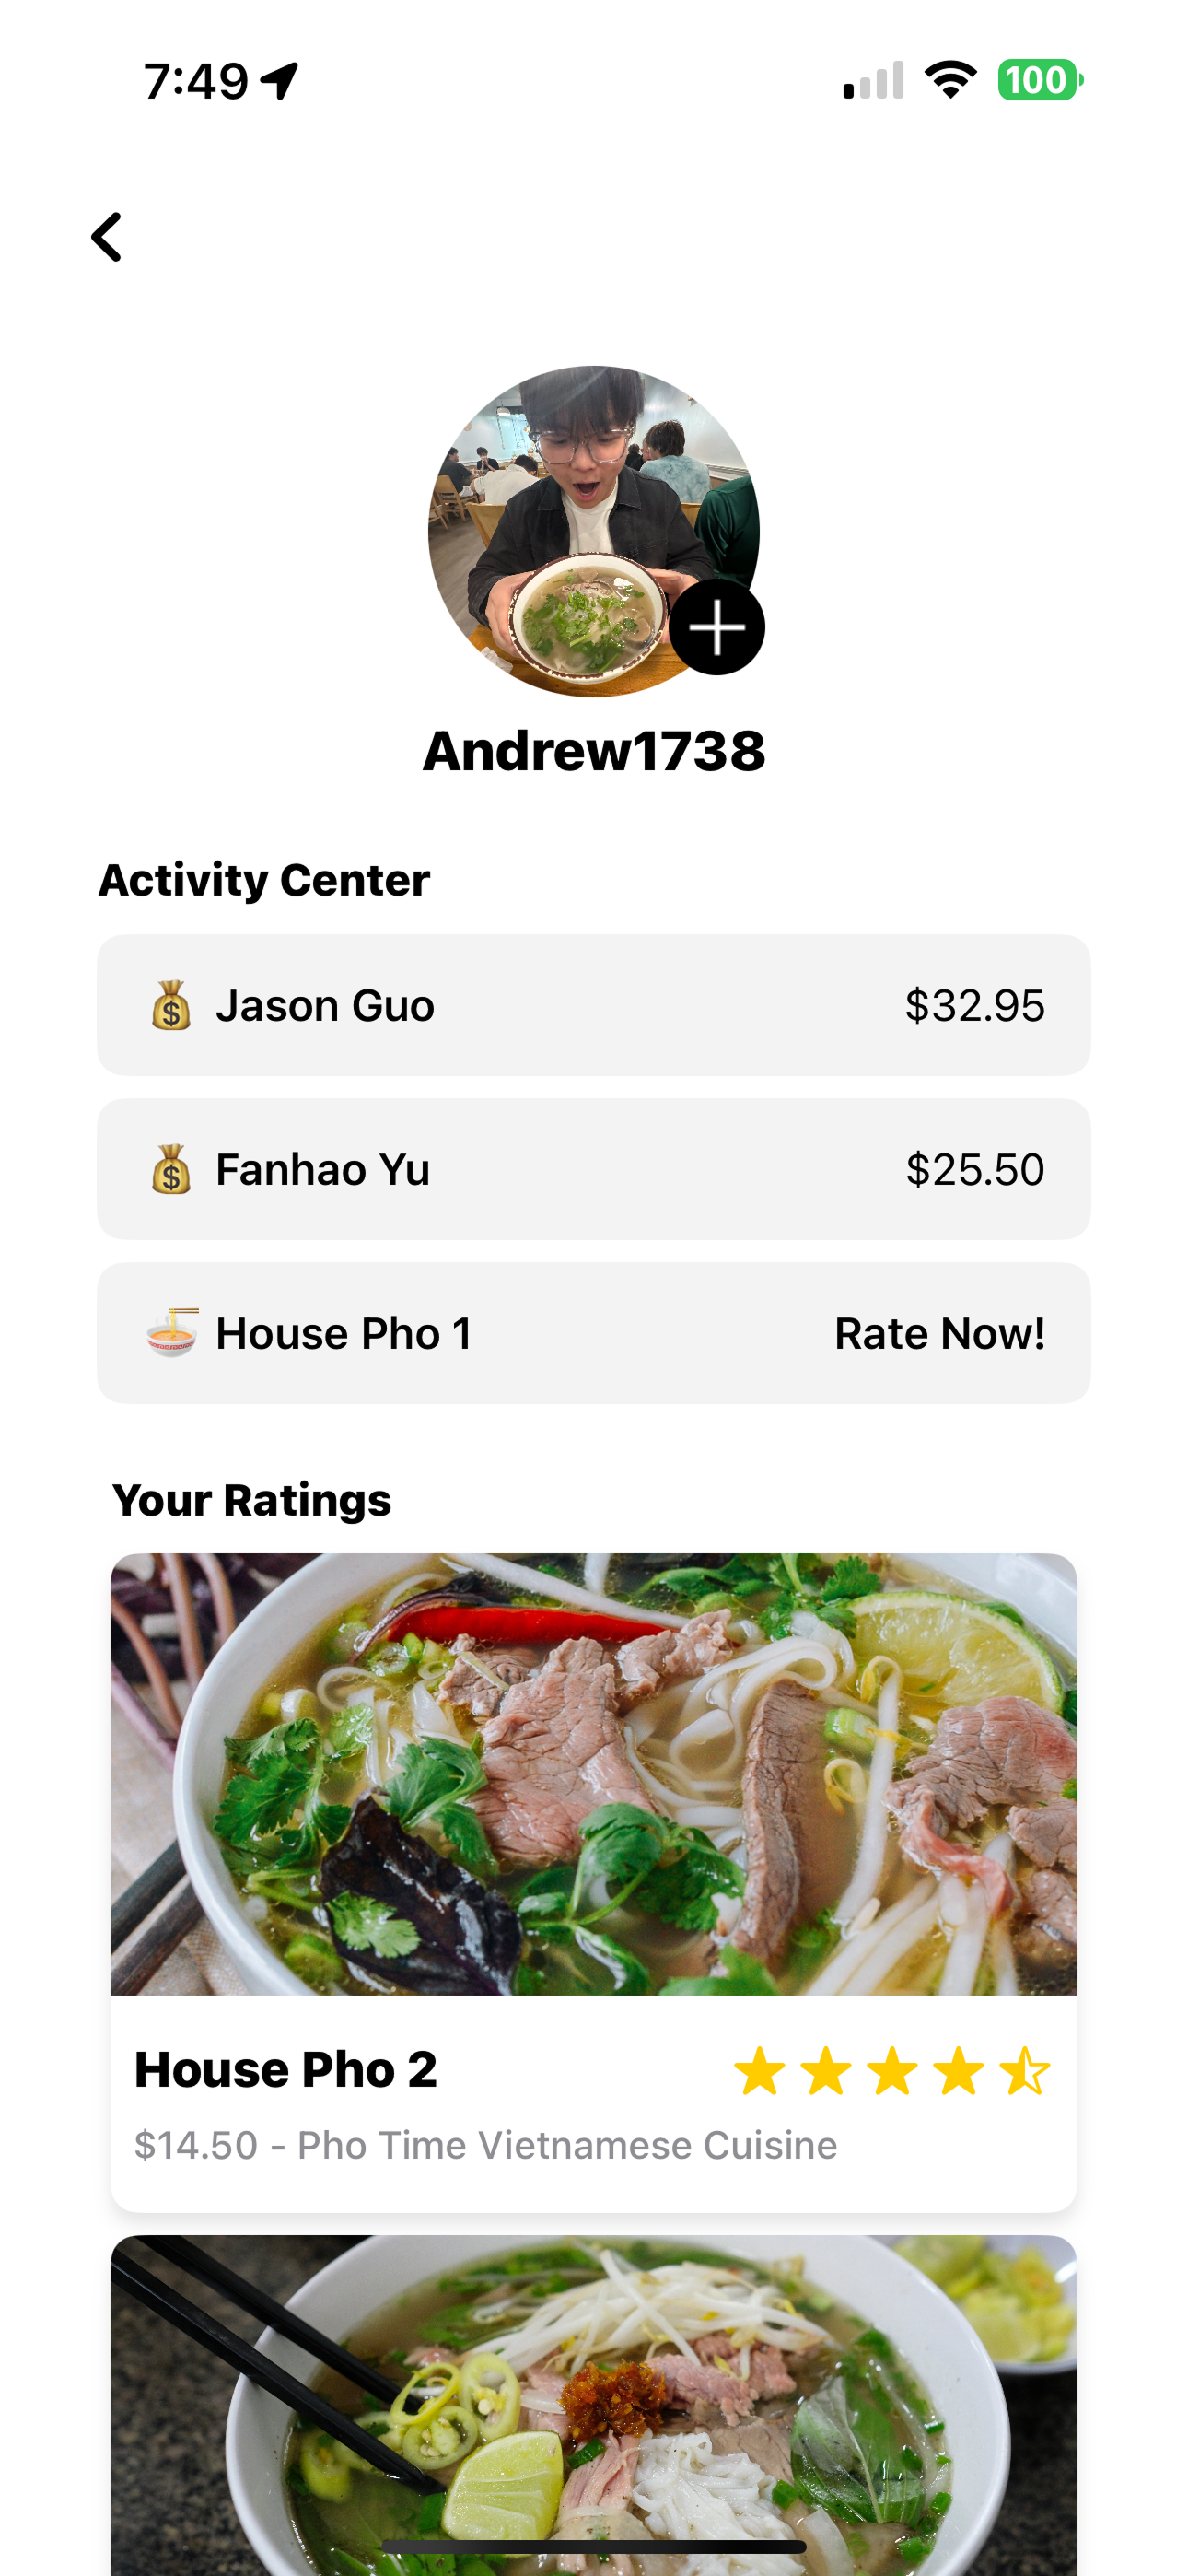 7:49
100
Andrew1738
Activity Center
Jason Guo $32.95
Fanhao Yu $25.50
House Pho 1 Rate Now!
Your Ratings
House Pho 2
$14.50 - Pho Time Vietnamese Cuisine